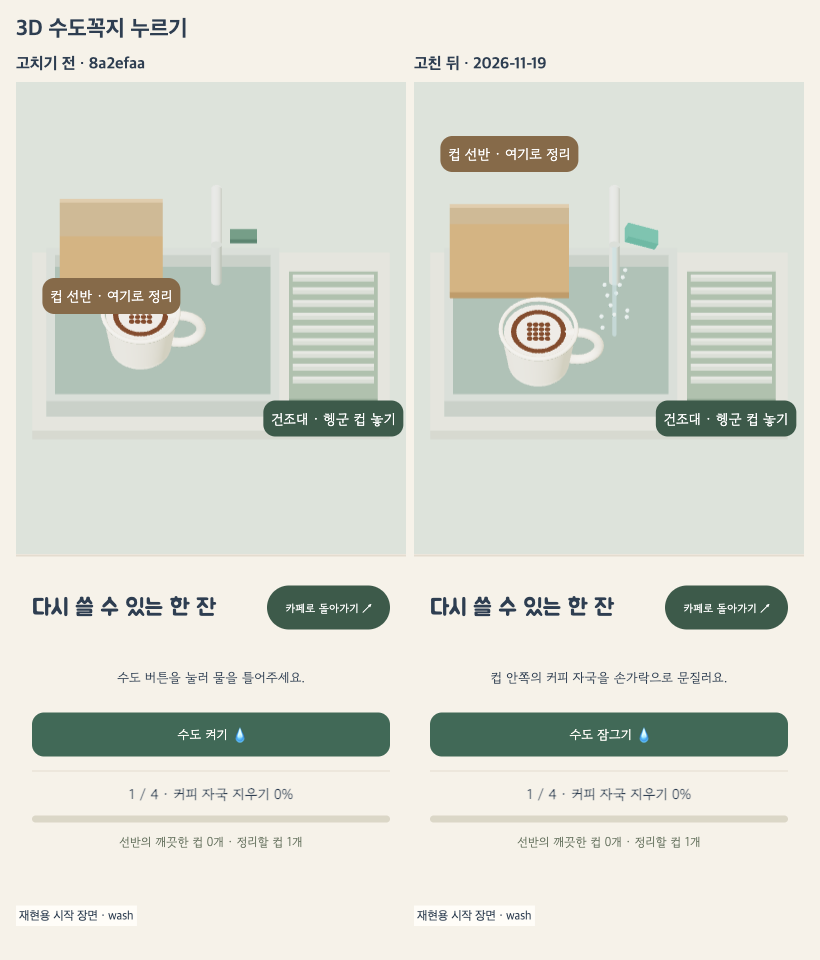 3D 수도꼭지 누르기
고치기 전 · 8a2efaa
컵 선반 · 여기로 정리
건조대 · 헹군 컵 놓기
다시 쓸 수 있는 한 잔
카페로 돌아가기 ↗
수도 버튼을 눌러 물을 틀어주세요.
수도 켜기 💧
1 / 4 · 커피 자국 지우기 0%
선반의 깨끗한 컵 0개 · 정리할 컵 1개
재현용 시작 장면 · wash
고친 뒤 · 2026-11-19
컵 선반 · 여기로 정리
건조대 · 헹군 컵 놓기
다시 쓸 수 있는 한 잔
카페로 돌아가기 ↗
컵 안쪽의 커피 자국을 손가락으로 문질러요.
수도 잠그기 💧
1 / 4 · 커피 자국 지우기 0%
선반의 깨끗한 컵 0개 · 정리할 컵 1개
재현용 시작 장면 · wash